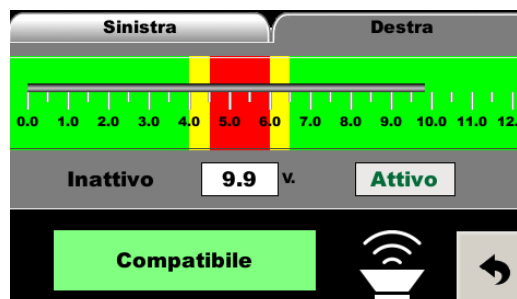 Sinistra Destra
0.0 1.0 2.0 3.0 4.0 5.0 6.0 7.0 8.0 9.0 10.0 11.0 12.
Inattivo 9.9 V. Attivo
Compatibile